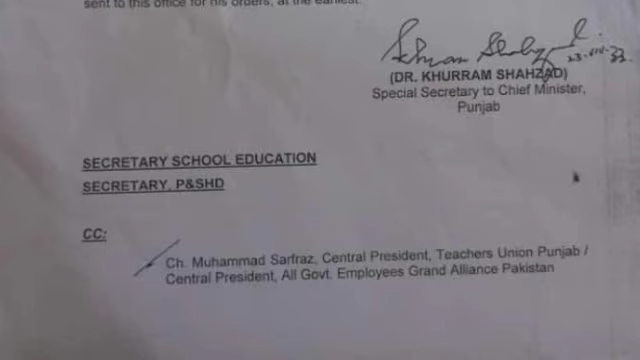 sent to this office for his orders, at the earliest.
Khurram Shahzad
(DR. KHURRAM SHAHZAD)
Special Secretary to Chief Minister,
Punjab
SECRETARY SCHOOL EDUCATION
SECRETARY, P&SHD
CC:
Ch. Muhammad Sarfraz, Central President, Teachers Union Punjab /
Central President, All Govt. Employees Grand Alliance Pakistan